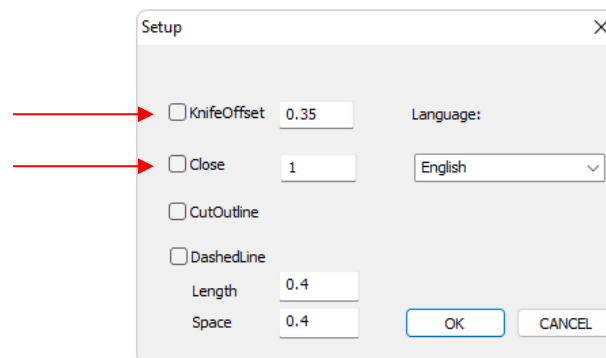 Setup
KnifeOffset 0.35 Language:
Close 1 English
CutOutline
DashedLine
Length 0.4
Space 0.4 OK CANCEL